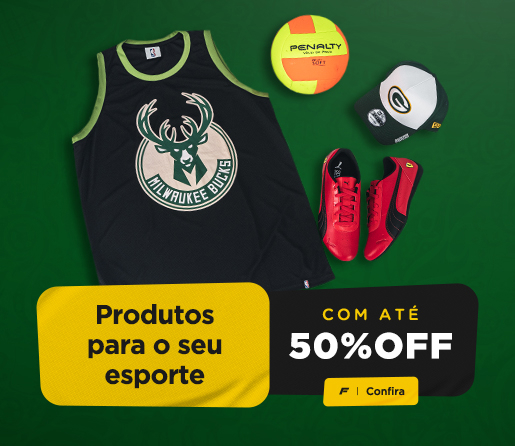 PENALTY
MILWAUKEE BUCKS
G
Produtos
para o seu
esporte
COM ATÉ
50%OFF
F | Confira